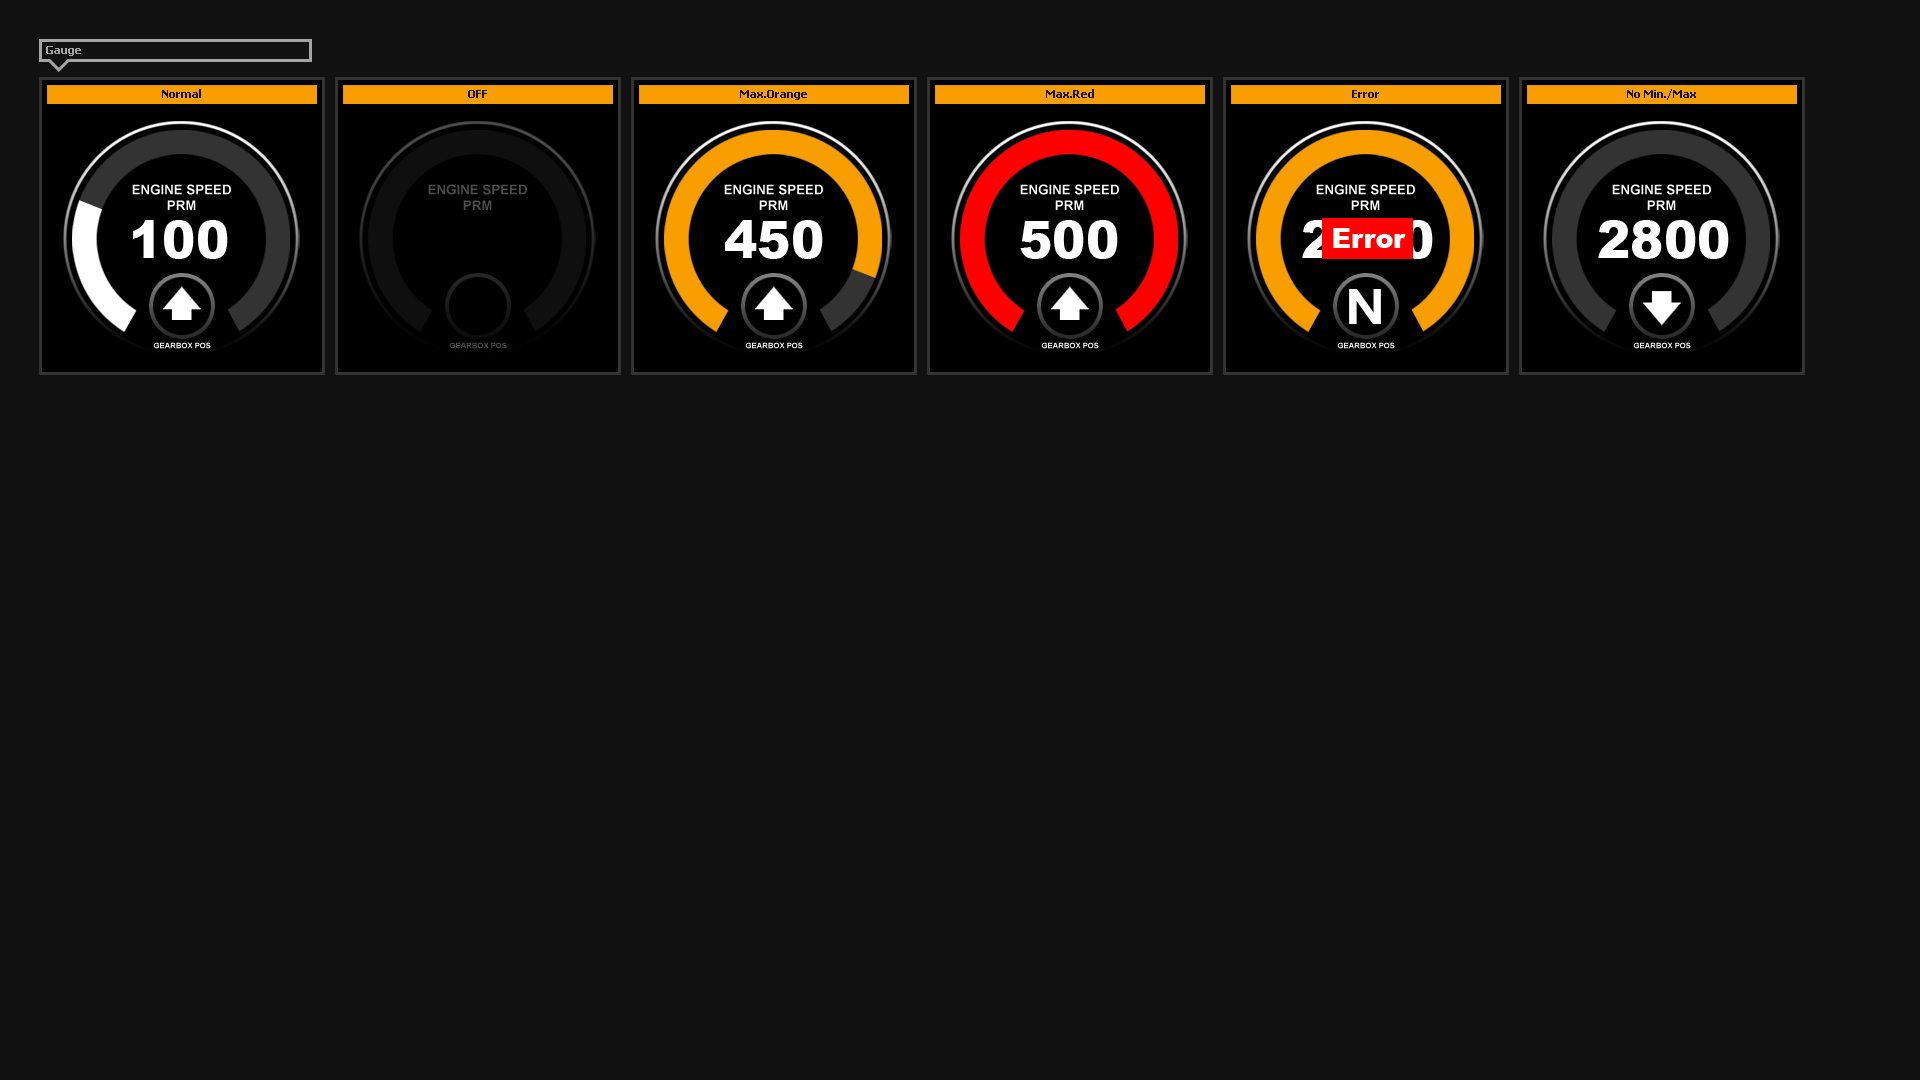 Gauge
Normal
ENGINE SPEED
PRM
100
GEARBOX POS
OFF
ENGINE SPEED
PRM
GEARBOX POS
Max.Orange
ENGINE SPEED
PRM
450
GEARBOX POS
Max.Red
ENGINE SPEED
PRM
500
GEARBOX POS
Error
ENGINE SPEED
PRM
Error
N
GEARBOX POS
No Min./Max
ENGINE SPEED
PRM
2800
GEARBOX POS